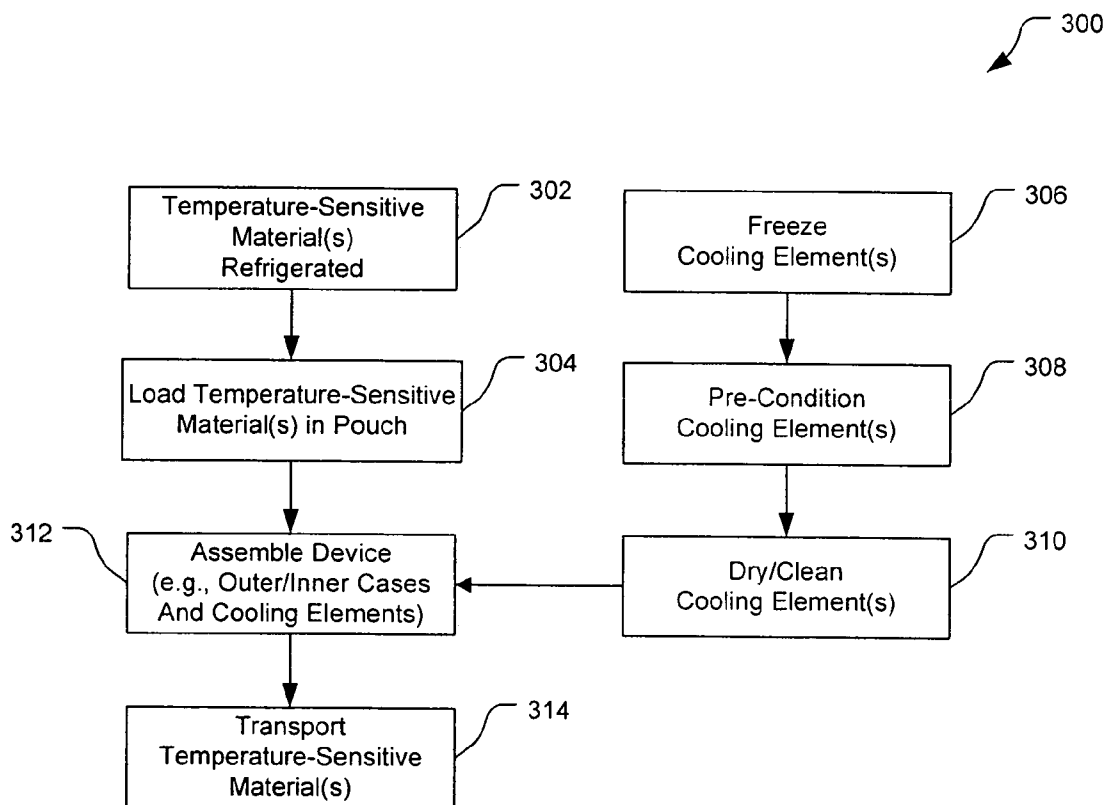 300
302
Temperature-Sensitive
Material(s)
Refrigerated
306
Freeze
Cooling Element(s)
304
Load Temperature-Sensitive
Material(s) in Pouch
308
Pre-Condition
Cooling Element(s)
312
Assemble Device
(e.g., Outer/Inner Cases
And Cooling Elements)
310
Dry/Clean
Cooling Element(s)
314
Transport
Temperature-Sensitive
Material(s)